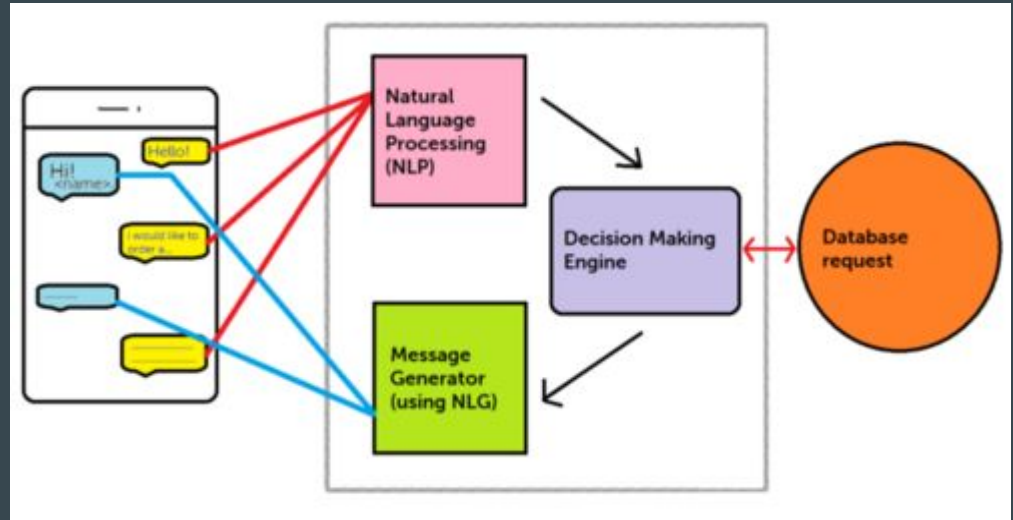 Hello!
Hi!
<name>
I would like to
order a...
Natural
Language
Processing
(NLP)
Decision Making
Engine
Database
request
Message
Generator
(using NLG)